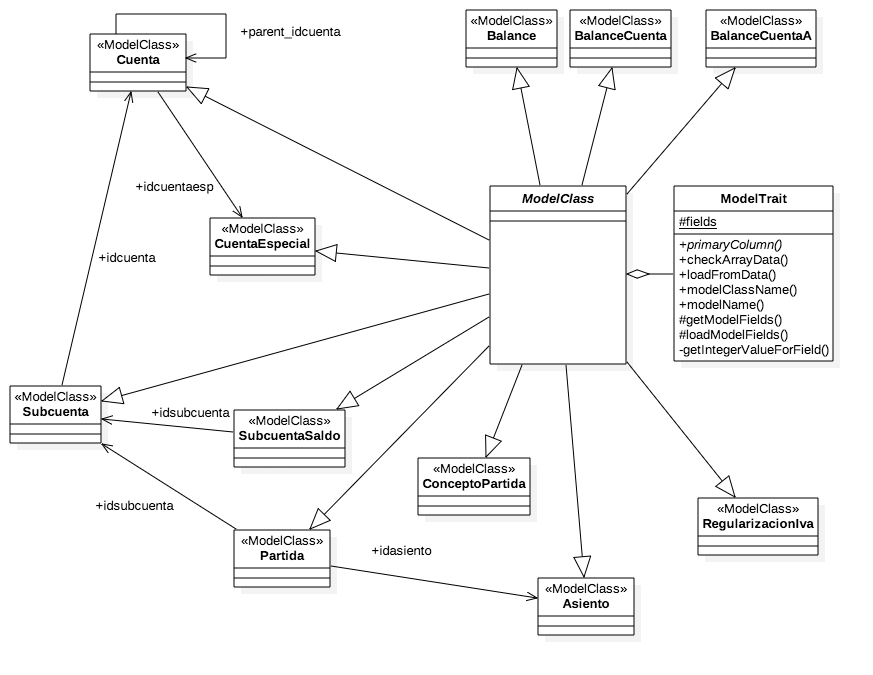 «ModelClass»
Cuenta
+parent_idcuenta
«ModelClass»
Balance
«ModelClass»
BalanceCuenta
«ModelClass»
BalanceCuentaA
+idcuentaesp
«ModelClass»
CuentaEspecial
+idcuenta
ModelClass
ModelTrait
#fields
+primaryColumn()
+checkArrayData()
+loadFromData()
+modelClassName()
+modelName()
#getModelFields()
#loadModelFields()
-getIntegerValueForField()
«ModelClass»
Subcuenta
+idsubcuenta
«ModelClass»
SubcuentaSaldo
«ModelClass»
ConceptoPartida
«ModelClass»
RegularizacionIva
+idsubcuenta
«ModelClass»
Partida
+idasiento
«ModelClass»
Asiento